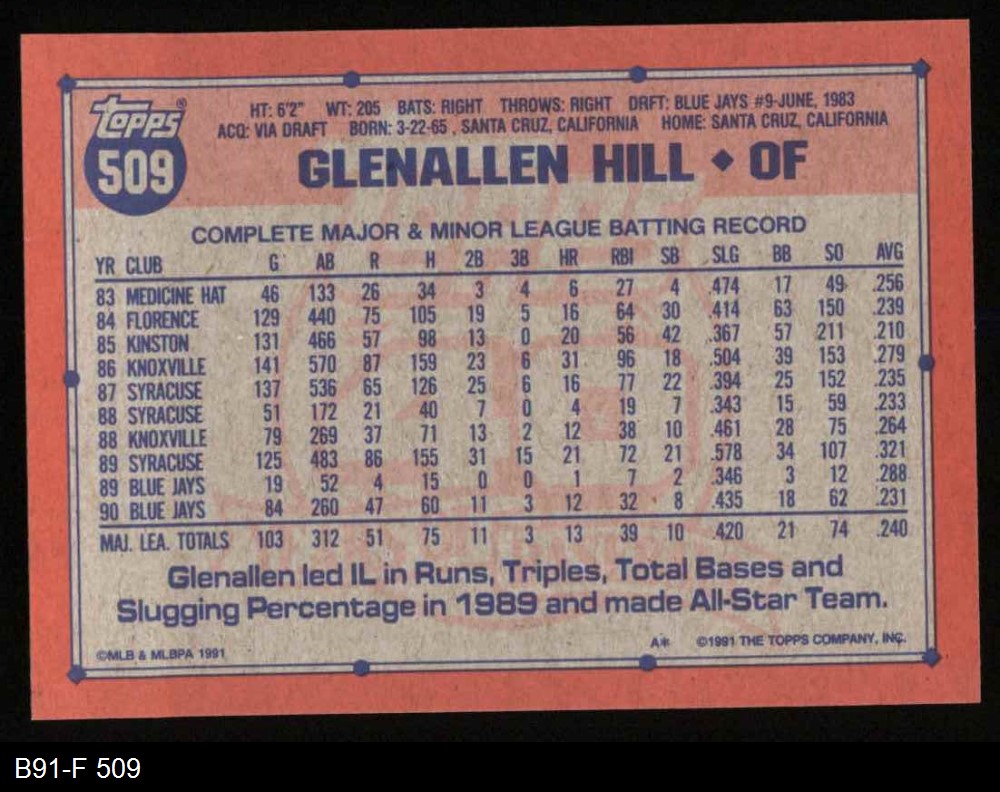 topps®
509
HT: 6'2" WT: 205 BATS: RIGHT THROWS: RIGHT DRFT: BLUE JAYS #9-JUNE, 1983
ACQ: VIA DRAFT BORN: 3-22-65, SANTA CRUZ, CALIFORNIA HOME: SANTA CRUZ, CALIFORNIA
GLENALLEN HILL ◆ OF
COMPLETE MAJOR & MINOR LEAGUE BATTING RECORD
YR CLUB G AB R H 2B 3B HR RBI SB SLG BB SO AVG
83 MEDICINE HAT 46 133 26 34 3 4 6 27 4 .474 17 49 .256
84 FLORENCE 129 440 75 105 19 5 16 64 30 .414 63 150 .239
85 KINSTON 131 466 57 98 13 0 20 56 42 .367 57 211 .210
86 KNOXVILLE 141 570 87 159 23 6 31 96 18 .504 39 153 .279
87 SYRACUSE 137 536 65 126 25 6 16 77 22 .394 25 152 .235
88 SYRACUSE 51 172 21 40 7 0 4 19 7 .343 15 59 .233
88 KNOXVILLE 79 269 37 71 13 2 12 38 10 .461 28 75 .264
89 SYRACUSE 125 483 86 155 31 15 21 72 21 .578 34 107 .321
89 BLUE JAYS 19 52 4 15 0 0 1 7 2 .346 3 12 .288
90 BLUE JAYS 84 260 47 60 11 3 12 32 8 .435 18 62 .231
MAJ. LEA. TOTALS 103 312 51 75 11 3 13 39 10 .420 21 74 .240
Glenallen led IL in Runs, Triples, Total Bases and
Slugging Percentage in 1989 and made All-Star Team.
©MLB & MLBPA 1991 A* ©1991 THE TOPPS COMPANY, INC.
B91-F 509